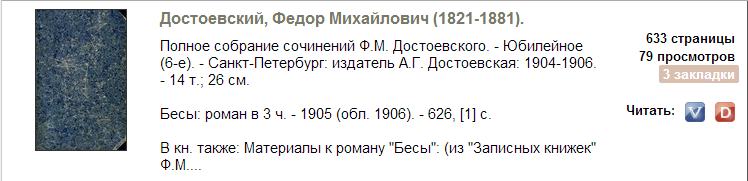 Достоевский, Федор Михайлович (1821-1881).
Полное собрание сочинений Ф.М. Достоевского. - Юбилейное
(6-е). - Санкт-Петербург: издатель А.Г. Достоевская: 1904-1906.
- 14 т.; 26 см.
Бесы: роман в 3 ч. - 1905 (обл. 1906). - 626, [1] с.
В кн. также: Материалы к роману "Бесы": (из "Записных книжек"
Ф.М....
633 страницы
79 просмотров
3 закладки
Читать: V D